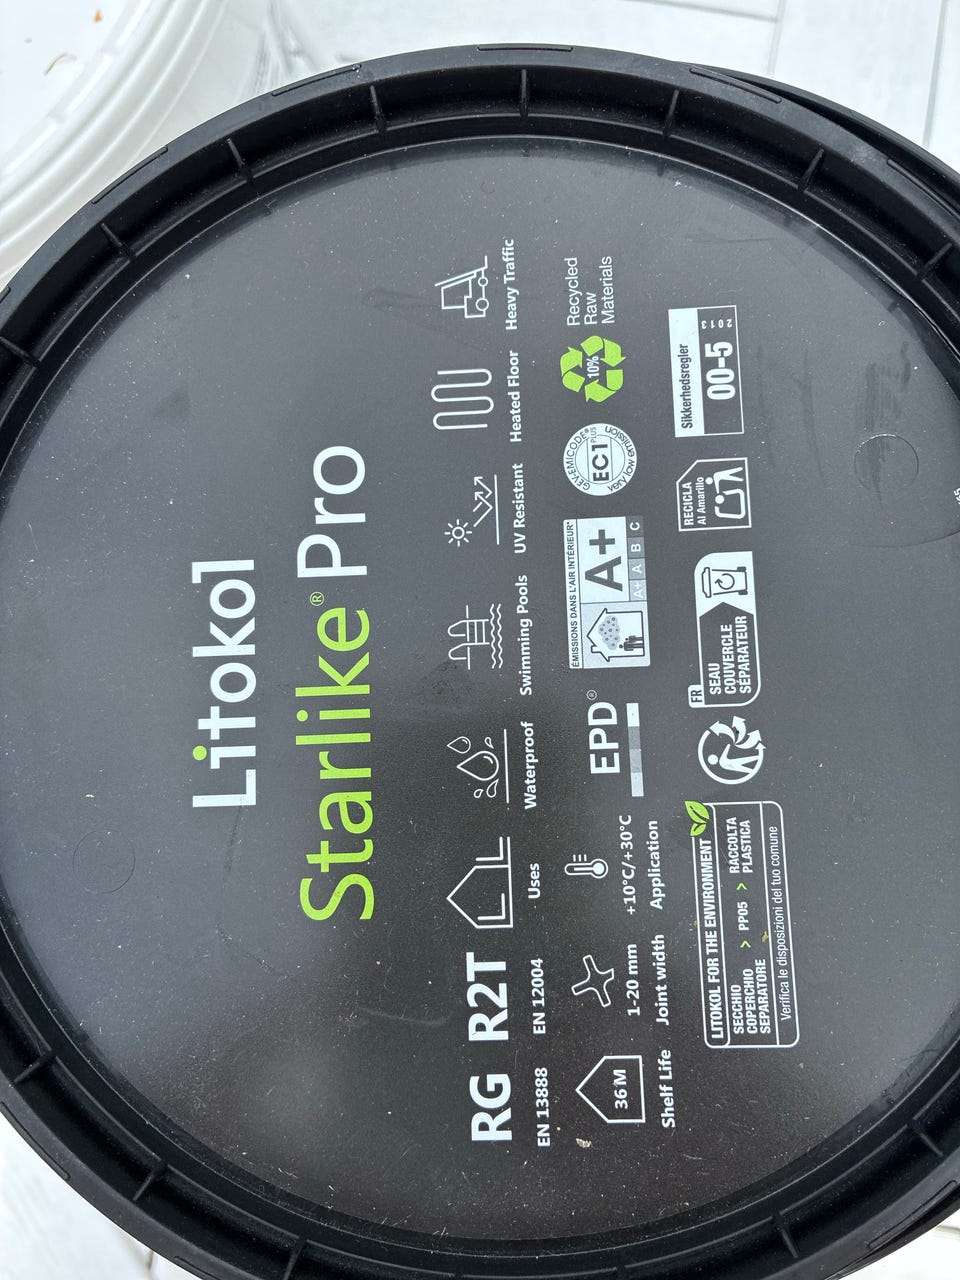 Litokol
Starlike® Pro
RG R2T
EN 13888 EN 12004
Uses
Waterproof
Swimming Pools
UV Resistant
Heated Floor
Heavy Traffic
36 M
Shelf Life
1-20 mm
Joint width
+10°C/+30°C
Application
EPD®
ÉMISSIONS DANS L'AIR INTÉRIEUR*
A+
A+ A B C
GEV-EMICODE®
EC1 PLUS
very low emission
10%
Recycled
Raw
Materials
LITOKOL FOR THE ENVIRONMENT
SECCHIO
COPERCHIO
SEPARATORE
> PP05 >
RACCOLTA
PLASTICA
Verifica le disposizioni del tuo comune
FR
SEAU
COUVERCLE
SÉPARATEUR
RECICLA
Al Amarillo
Sikkerhedsregler
00-5
2013